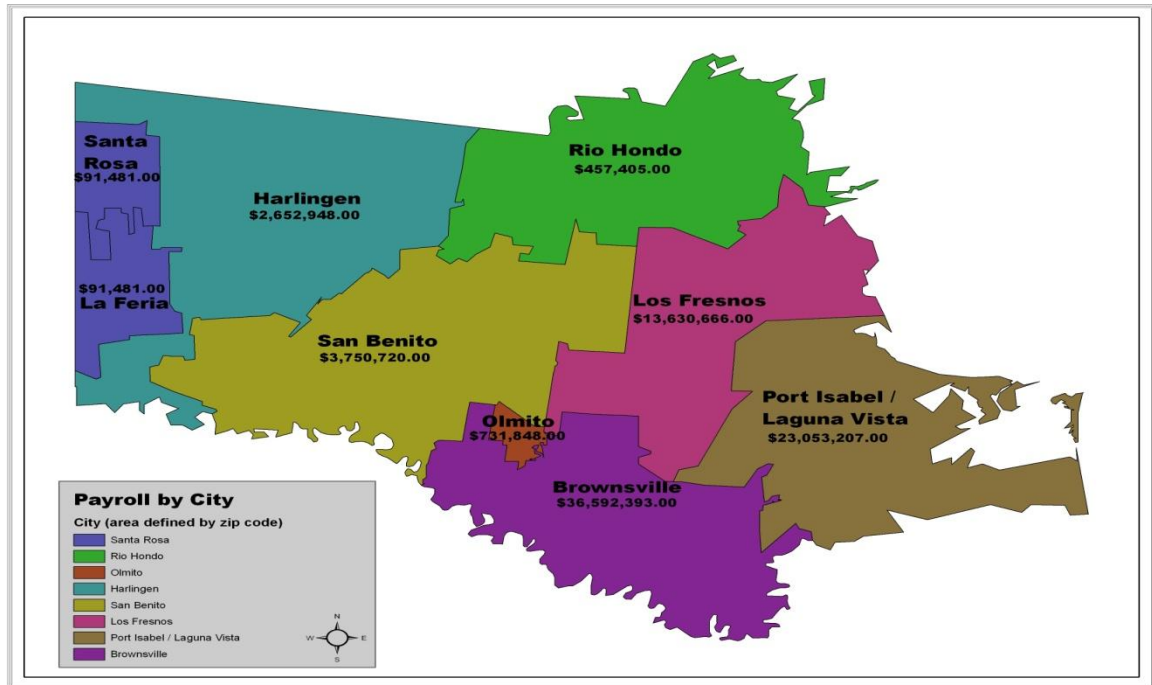 Santa
Rosa
$91,481.00
Rio Hondo
$457,405.00
Harlingen
$2,652,948.00
$91,481.00
La Feria
Los Fresnos
$13,630,666.00
San Benito
$3,750,720.00
Port Isabel /
Laguna Vista
$23,053,207.00
Olmito
$731,848.00
Brownsville
$36,592,393.00
Payroll by City
City (area defined by zip code)
Santa Rosa
Rio Hondo
Olmito
Harlingen
San Benito
Los Fresnos
Port Isabel / Laguna Vista
Brownsville
N
W E
S